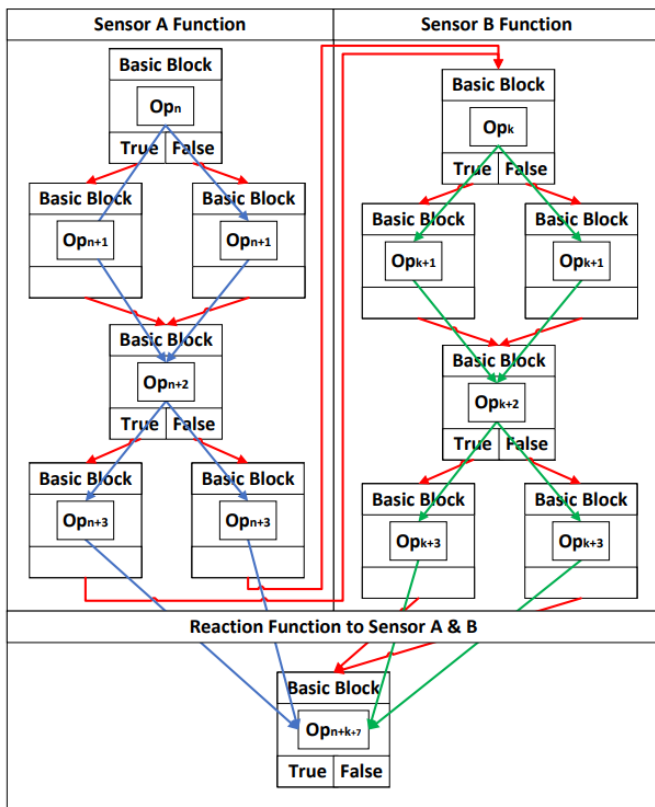 Sensor A Function
Sensor B Function
Basic Block
Opn
True False
Basic Block
Opn+1
Basic Block
Opn+1
Basic Block
Opn+2
True False
Basic Block
Opn+3
Basic Block
Opn+3
Basic Block
Opk
True False
Basic Block
Opk+1
Basic Block
Opk+1
Basic Block
Opk+2
True False
Basic Block
Opk+3
Basic Block
Opk+3
Reaction Function to Sensor A & B
Basic Block
Opn+k+7
True False